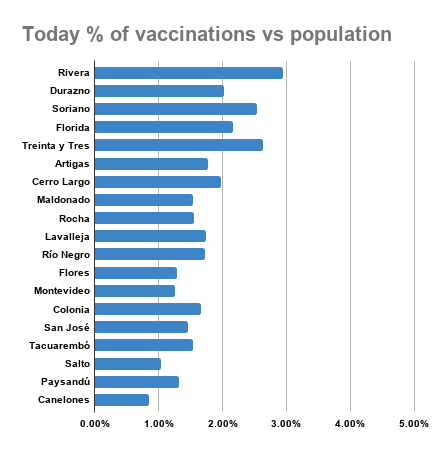 Today % of vaccinations vs population
Rivera
Durazno
Soriano
Florida
Treinta y Tres
Artigas
Cerro Largo
Maldonado
Rocha
Lavalleja
Río Negro
Flores
Montevideo
Colonia
San José
Tacuarembó
Salto
Paysandú
Canelones
0.00% 1.00% 2.00% 3.00% 4.00% 5.00%